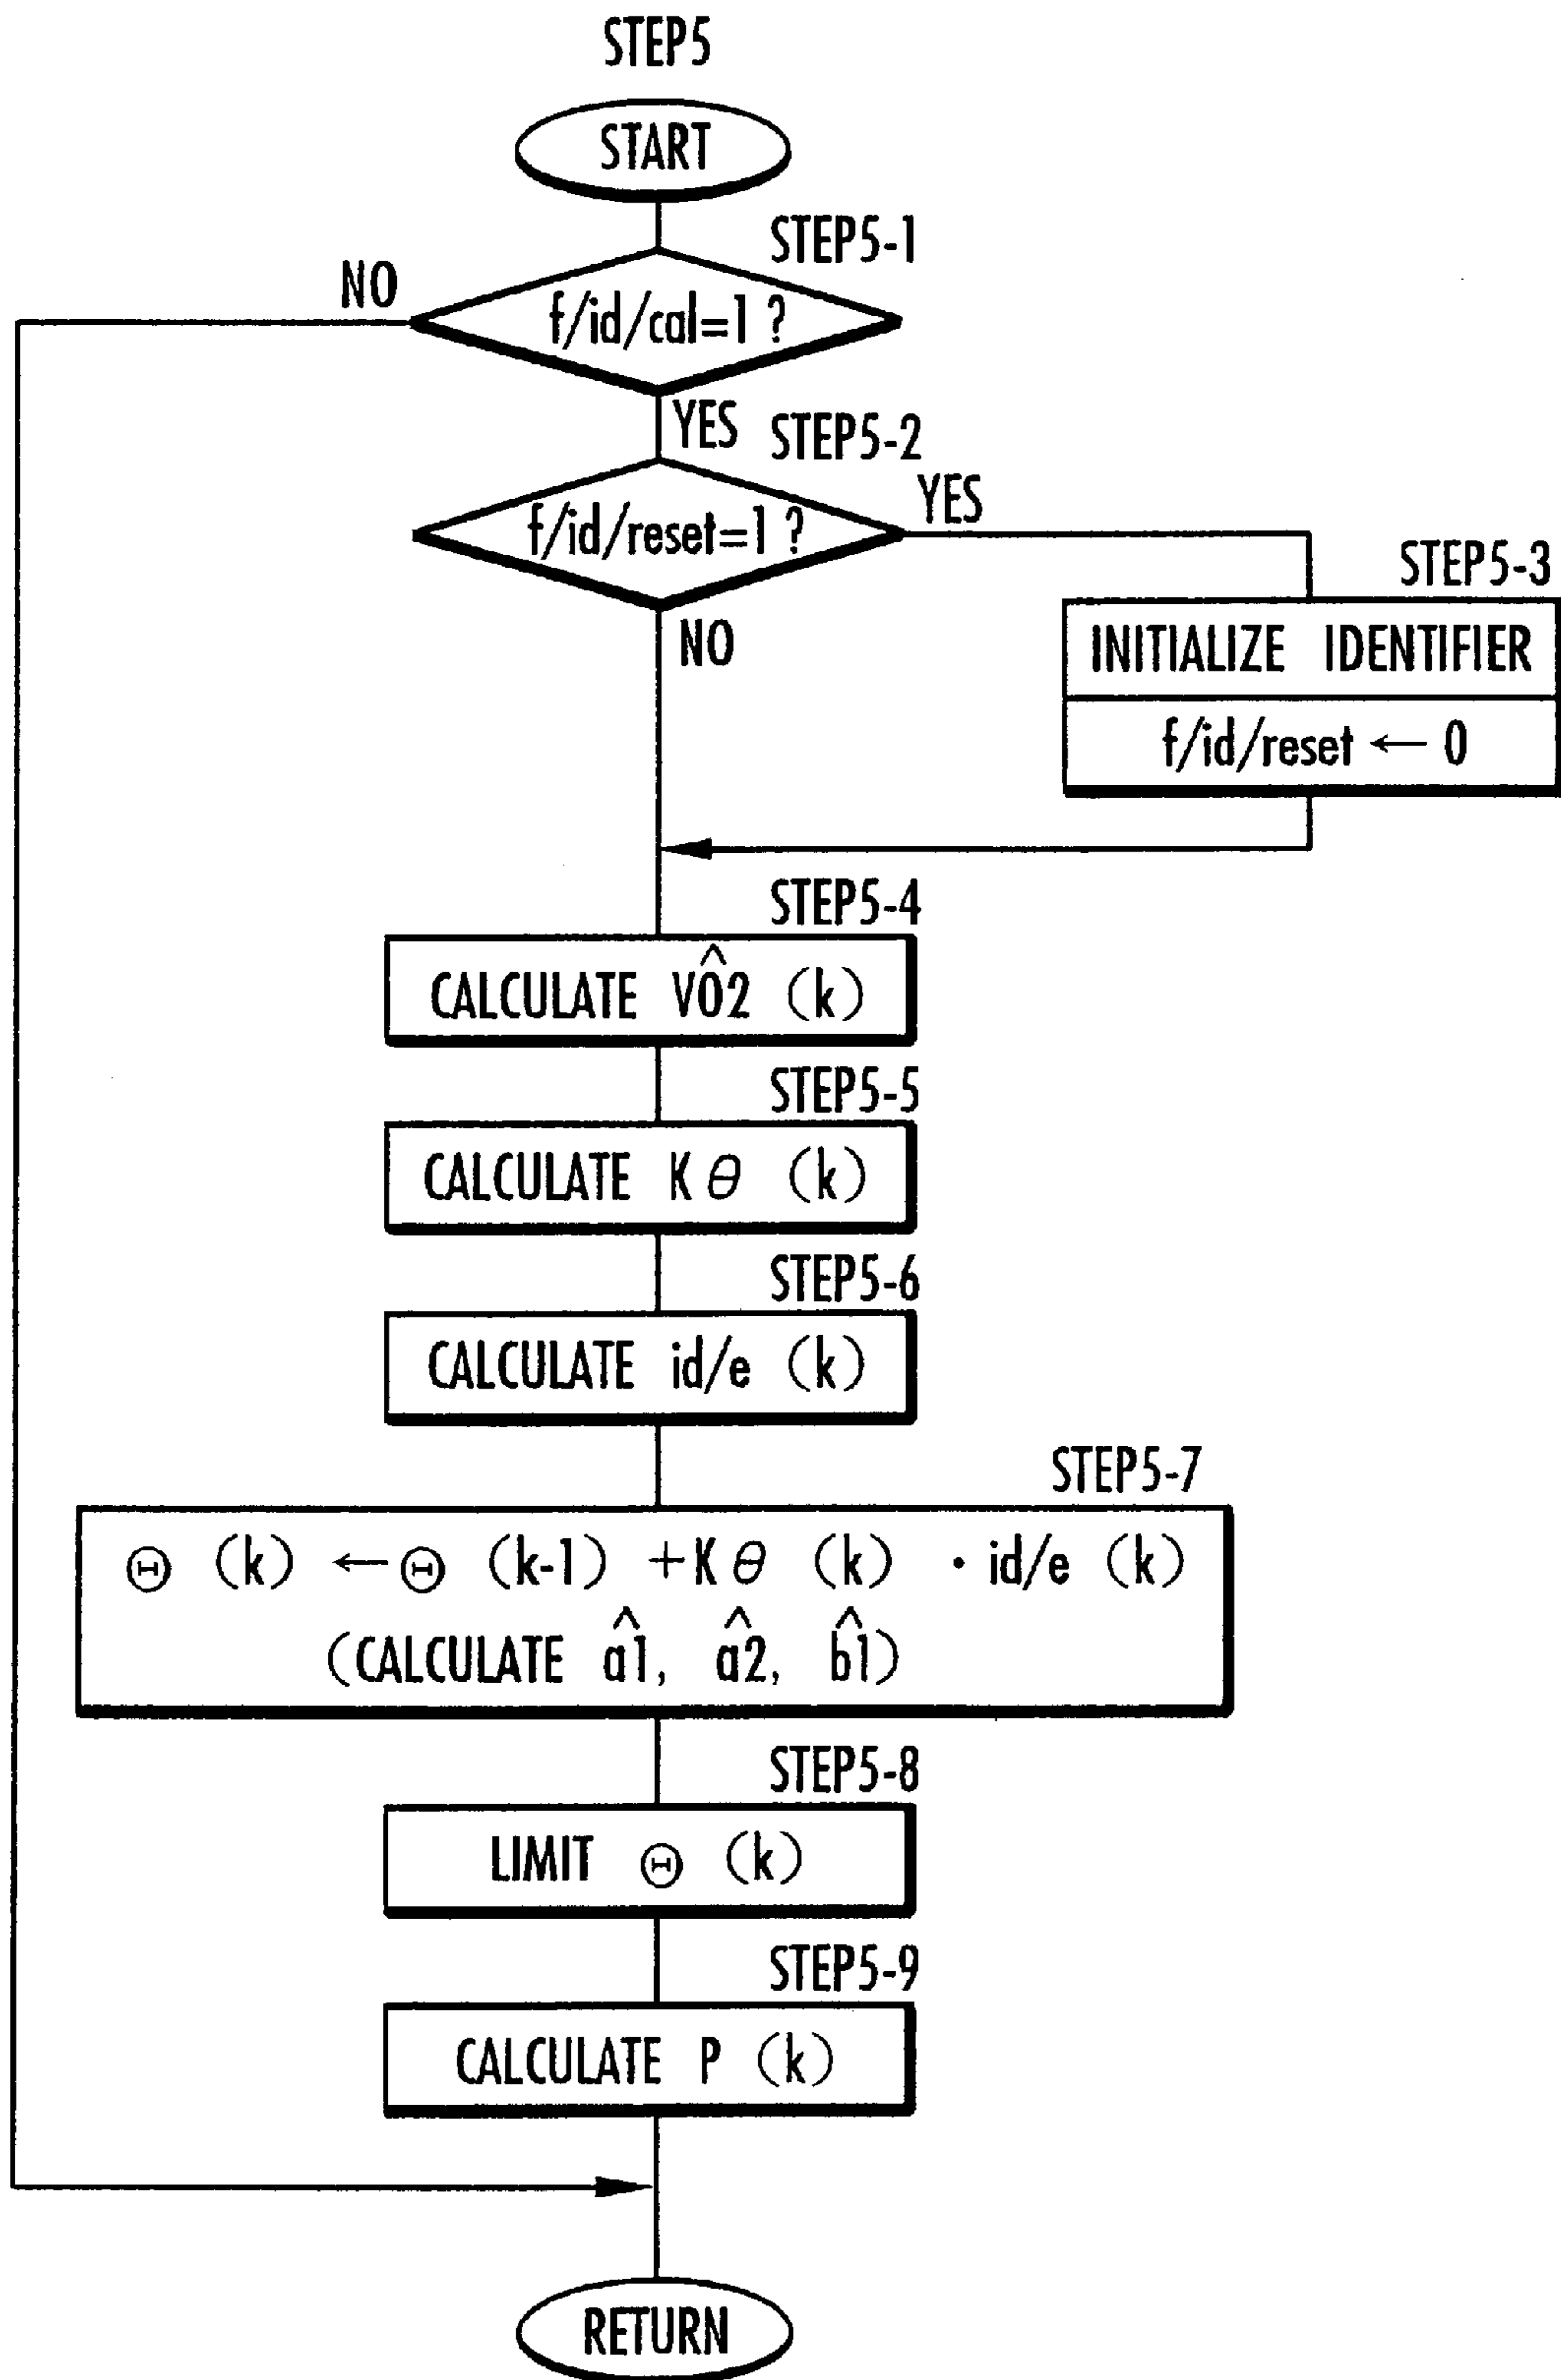 STEP5
START
STEP5-1
NO
f/id/cal=1 ?
YES
STEP5-2
YES
f/id/reset=1 ?
NO
STEP5-3
INITIALIZE IDENTIFIER
f/id/reset ← 0
STEP5-4
CALCULATE VÔ2 (k)
STEP5-5
CALCULATE Kθ (k)
STEP5-6
CALCULATE id/e (k)
STEP5-7
Θ (k) ← Θ (k-1) +Kθ (k) · id/e (k)
(CALCULATE â1, â2, b̂1)
STEP5-8
LIMIT Θ (k)
STEP5-9
CALCULATE P (k)
RETURN